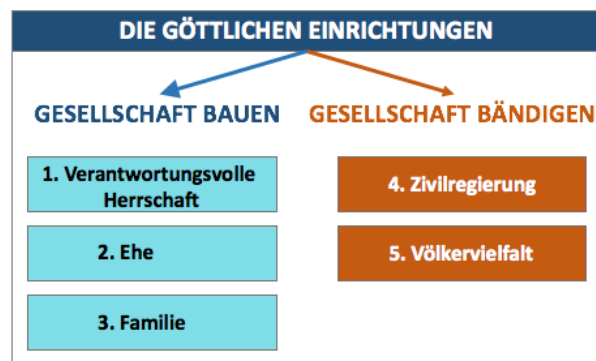 DIE GÖTTLICHEN EINRICHTUNGEN
GESELLSCHAFT BAUEN
GESELLSCHAFT BÄNDIGEN
1. Verantwortungsvolle
Herrschaft
4. Zivilregierung
2. Ehe
5. Völkervielfalt
3. Familie